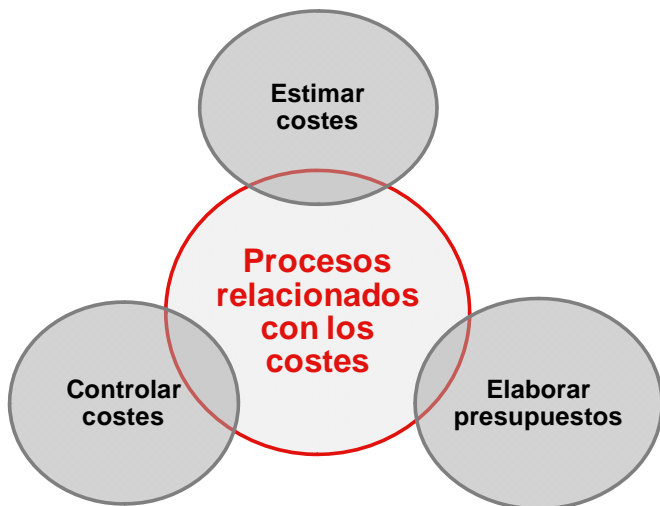 Estimar
costes
Procesos
relacionados
con los
costes
Controlar
costes
Elaborar
presupuestos